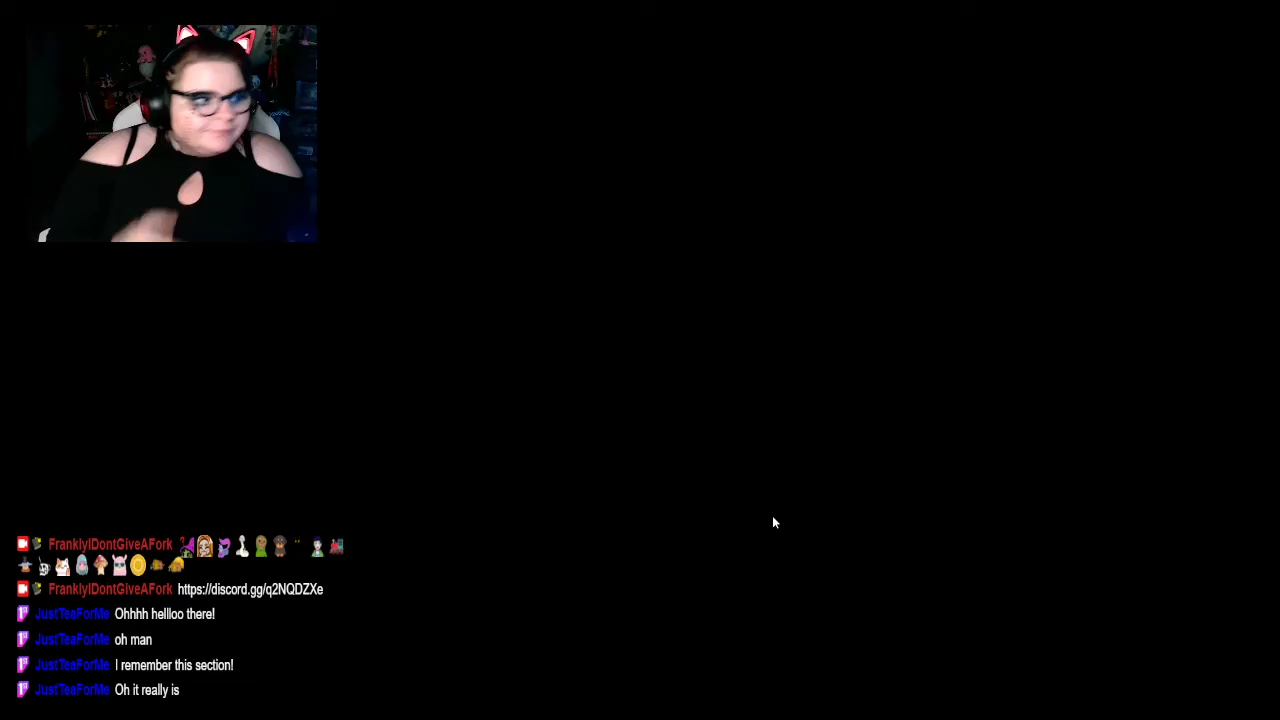 FranklyIDontGiveAFork
FranklyIDontGiveAFork https://discord.gg/q2NQDZXe
JustTeaForMe Ohhhh hellloo there!
JustTeaForMe oh man
JustTeaForMe I remember this section!
JustTeaForMe Oh it really is